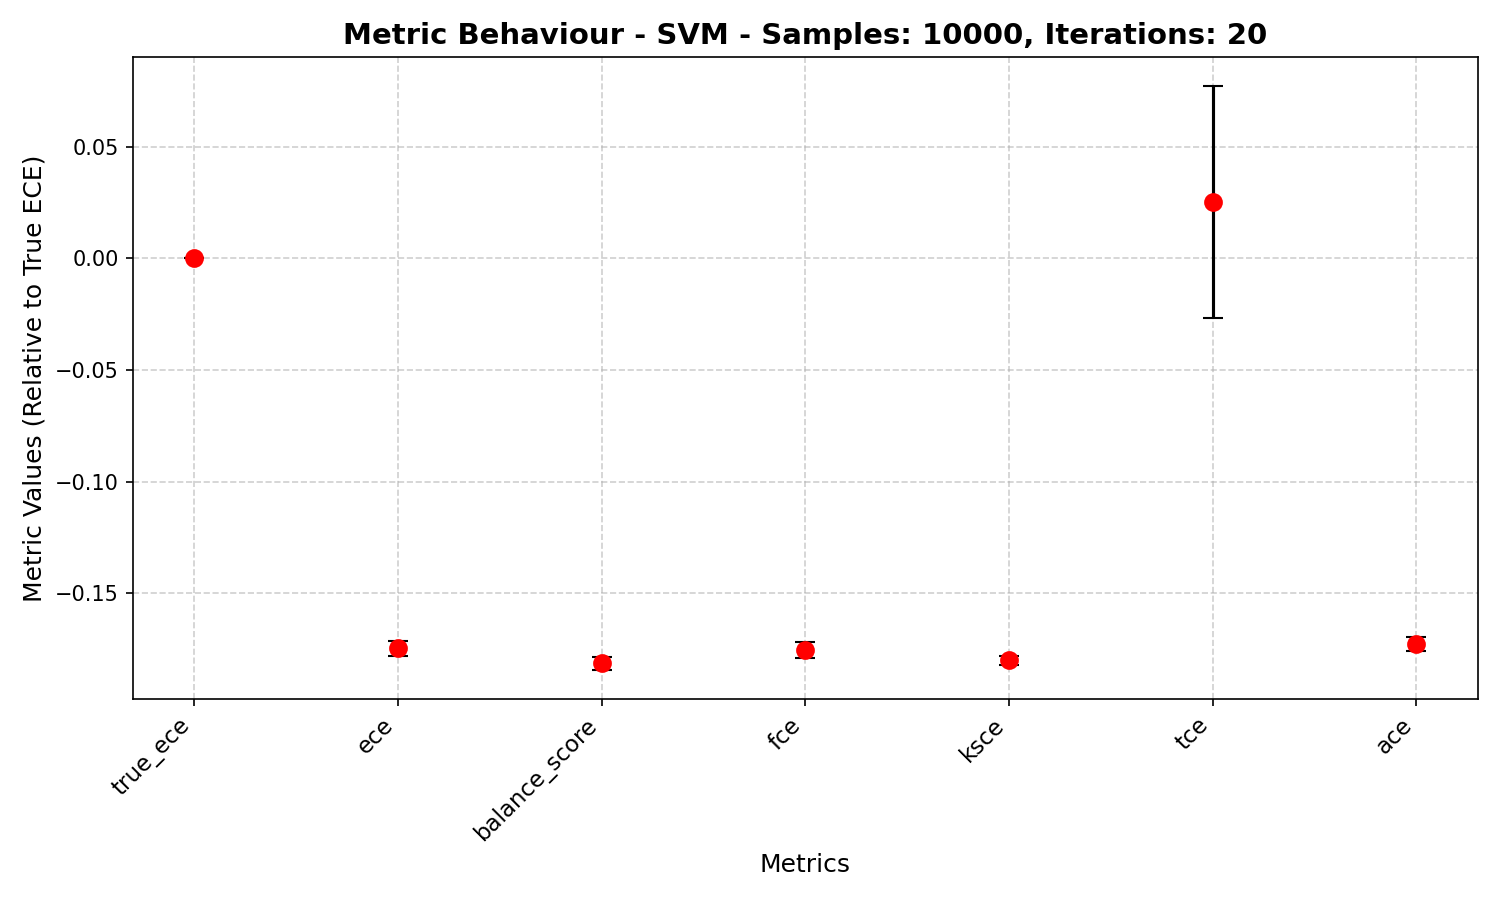 Metric Behaviour - SVM - Samples: 10000, Iterations: 20
Metric Values (Relative to True ECE)
0.05
0.00
−0.05
−0.10
−0.15
true_ece
ece
balance_score
fce
ksce
tce
ace
Metrics